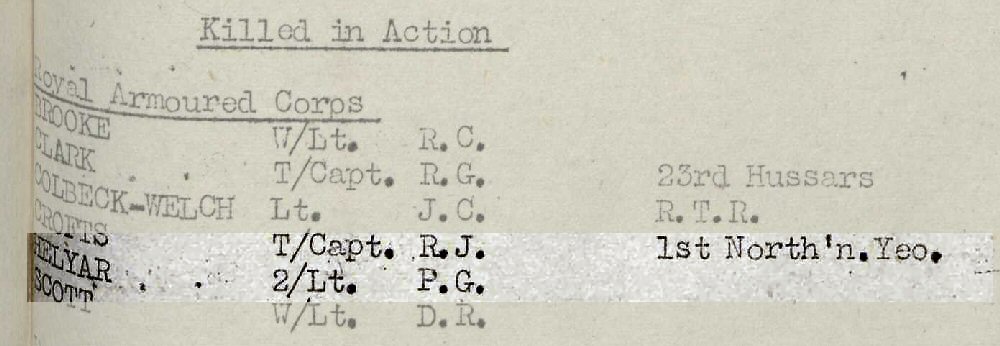 Killed in Action
Royal Armoured Corps
BROOKE W/Lt. R.C.
CLARK T/Capt. R.G. 23rd Hussars
COLBECK-WELCH Lt. J.C. R.T.R.
CROFTS T/Capt. R.J. 1st North'n.Yeo.
HELYAR . . 2/Lt. P.G.
SCOTT W/Lt. D.R.